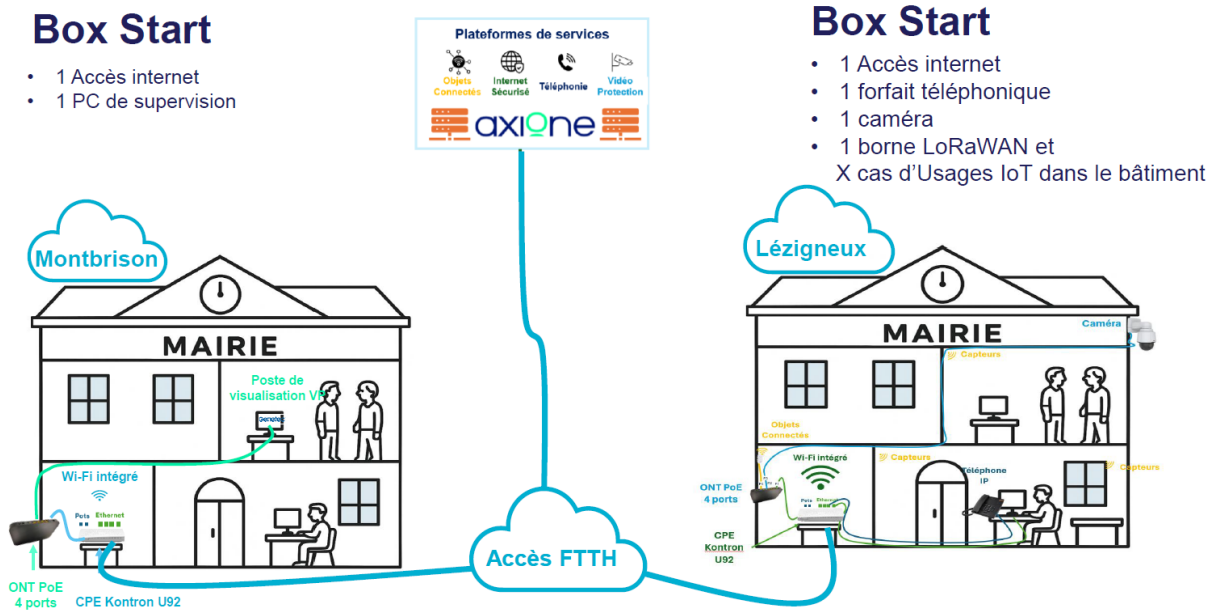 Box Start
• 1 Accès internet
• 1 PC de supervision
Plateformes de services
Objets
Connectés
Internet
Sécurisé
Téléphonie
Vidéo
Protection
axione
Box Start
• 1 Accès internet
• 1 forfait téléphonique
• 1 caméra
• 1 borne LoRaWAN et
X cas d’Usages IoT dans le bâtiment
Montbrison
MAIRIE
Poste de
visualisation VP
Genetec
Wi-Fi intégré
Pots Ethernet
ONT PoE
4 ports
CPE Kontron U92
Accès FTTH
Lézigneux
MAIRIE
Caméra
Capteurs
Objets
Connectés
Wi-Fi intégré
Capteurs
Téléphone
IP
Capteurs
ONT PoE
4 ports
Pots Ethernet
CPE
Kontron
U92